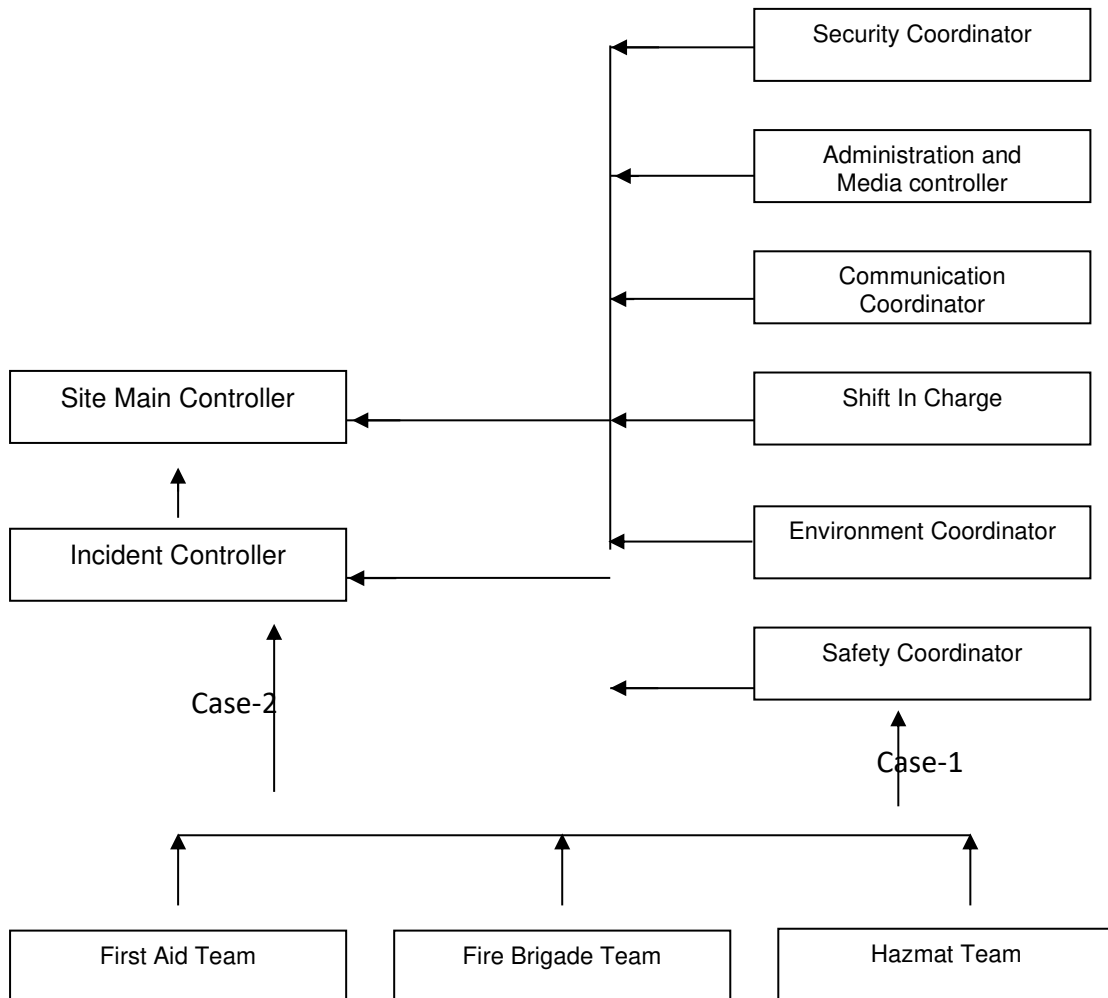 Security Coordinator
Administration and
Media controller
Communication
Coordinator
Shift In Charge
Site Main Controller
Environment Coordinator
Incident Controller
Safety Coordinator
Case-2
Case-1
First Aid Team
Fire Brigade Team
Hazmat Team